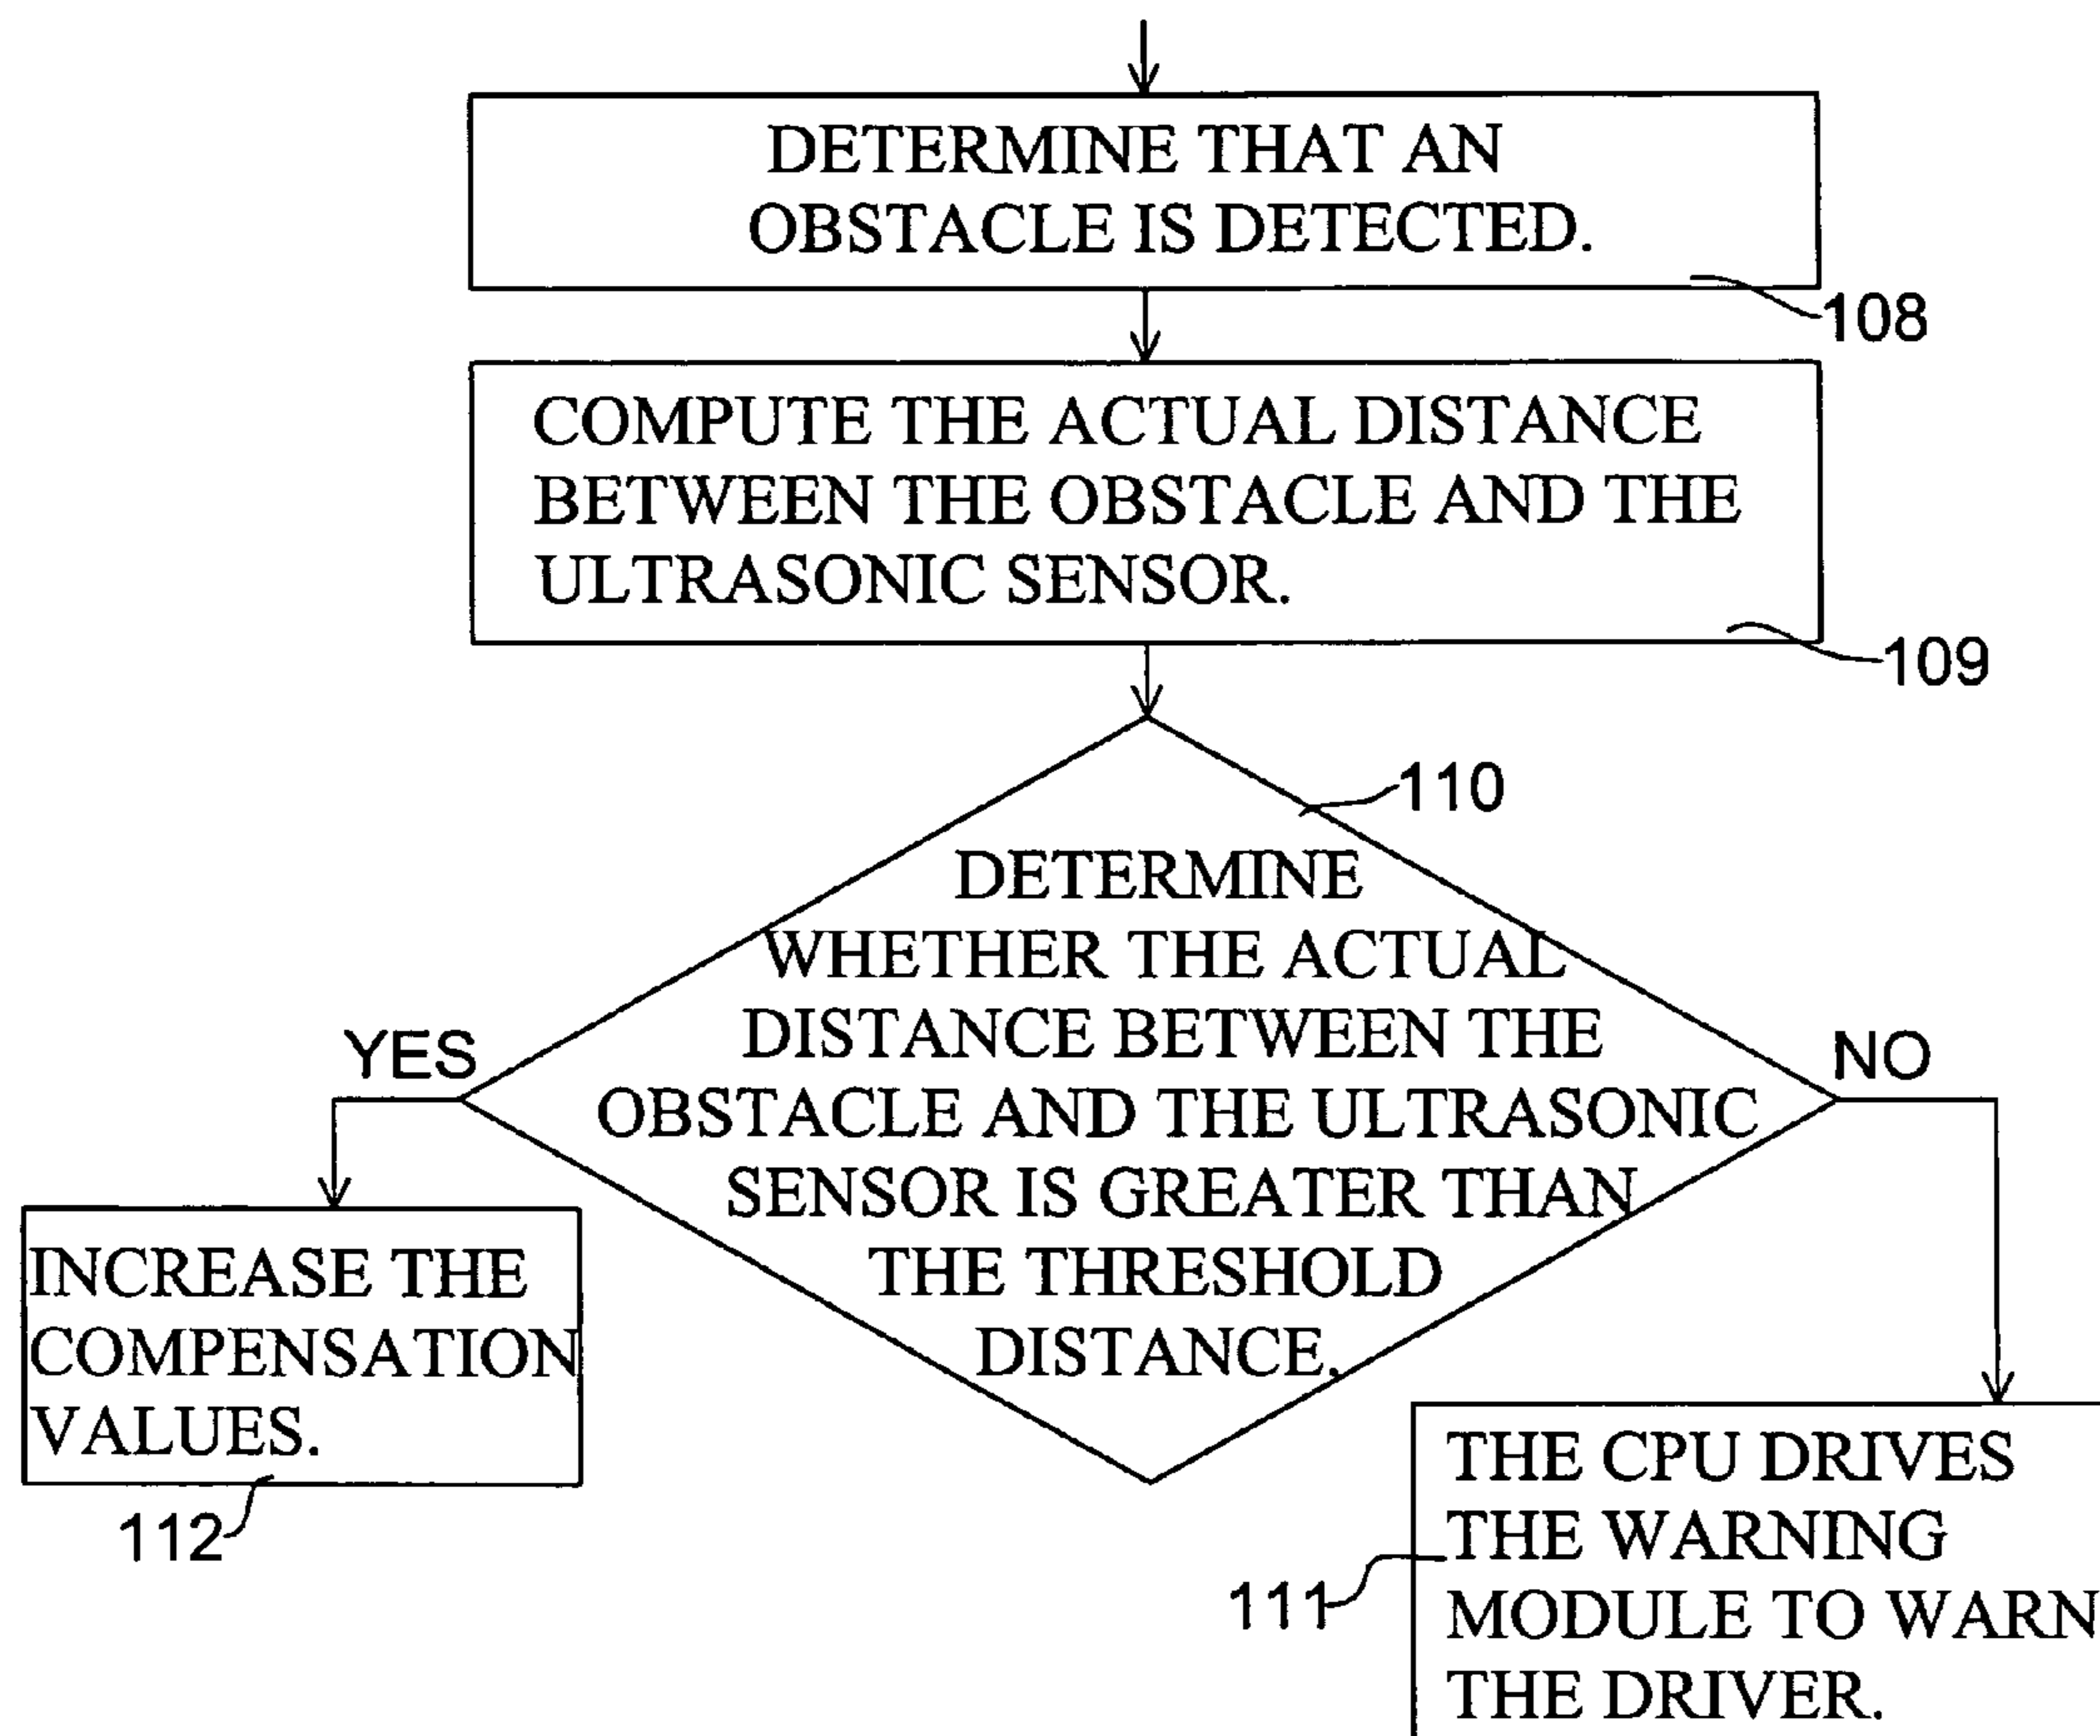 DETERMINE THAT AN
OBSTACLE IS DETECTED.
108
COMPUTE THE ACTUAL DISTANCE
BETWEEN THE OBSTACLE AND THE
ULTRASONIC SENSOR.
109
110
DETERMINE
WHETHER THE ACTUAL
DISTANCE BETWEEN THE
OBSTACLE AND THE ULTRASONIC
SENSOR IS GREATER THAN
THE THRESHOLD
DISTANCE.
YES
NO
INCREASE THE
COMPENSATION
VALUES.
112
THE CPU DRIVES
THE WARNING
MODULE TO WARN
THE DRIVER.
111